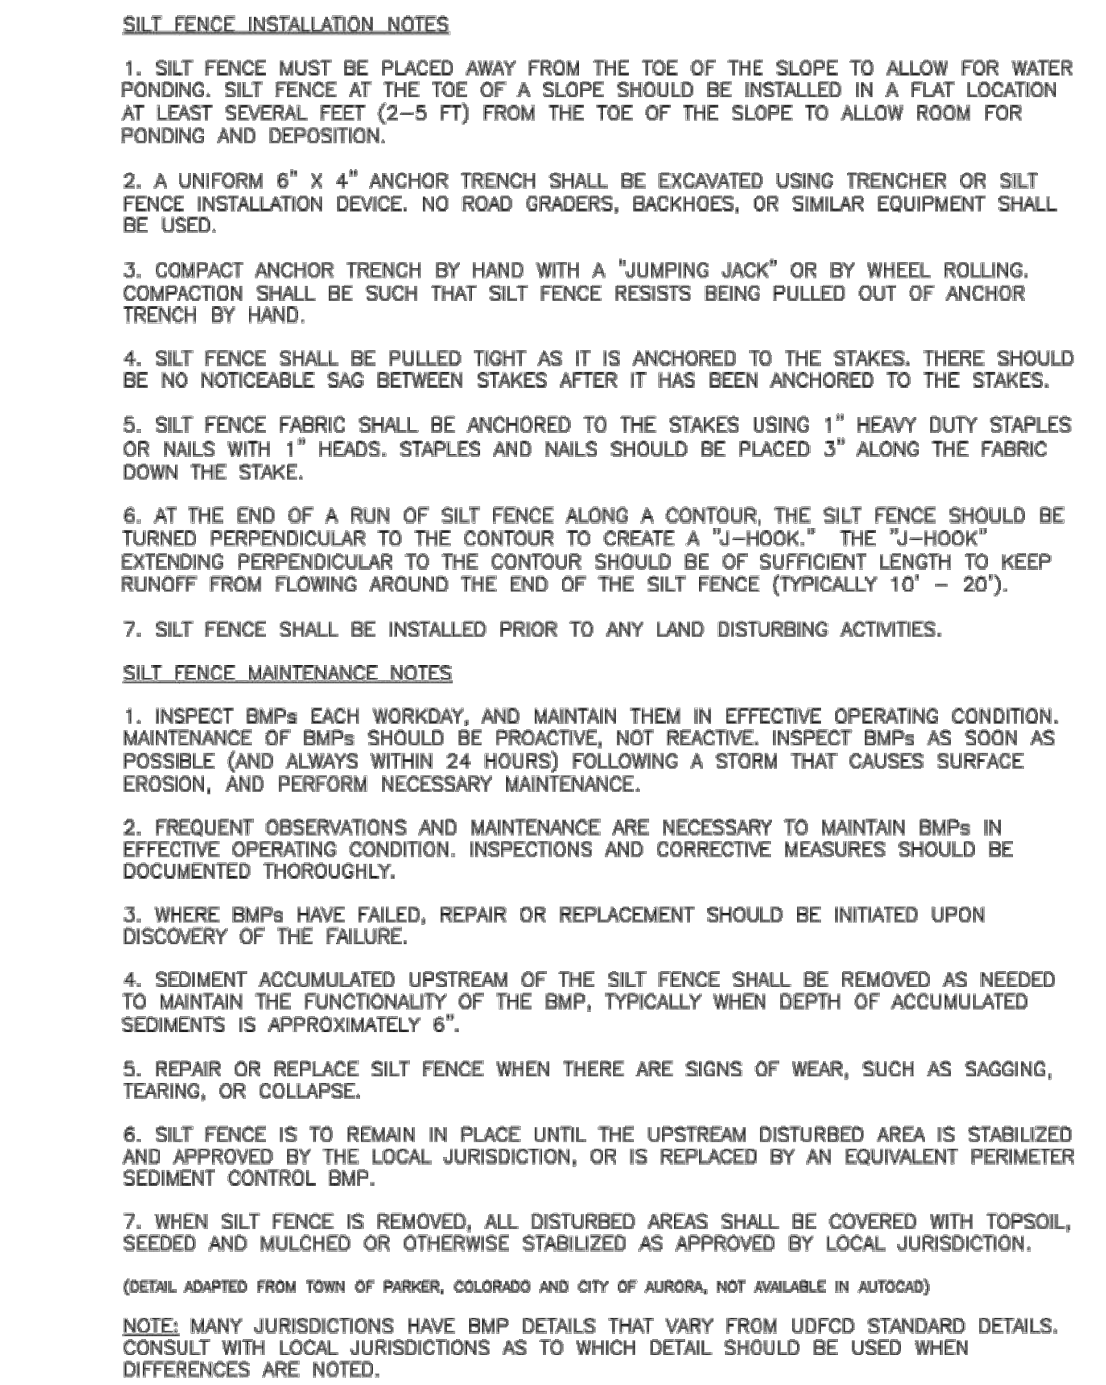 SILT FENCE INSTALLATION NOTES
1. SILT FENCE MUST BE PLACED AWAY FROM THE TOE OF THE SLOPE TO ALLOW FOR WATER
PONDING. SILT FENCE AT THE TOE OF A SLOPE SHOULD BE INSTALLED IN A FLAT LOCATION
AT LEAST SEVERAL FEET (2–5 FT) FROM THE TOE OF THE SLOPE TO ALLOW ROOM FOR
PONDING AND DEPOSITION.
2. A UNIFORM 6" X 4" ANCHOR TRENCH SHALL BE EXCAVATED USING TRENCHER OR SILT
FENCE INSTALLATION DEVICE. NO ROAD GRADERS, BACKHOES, OR SIMILAR EQUIPMENT SHALL
BE USED.
3. COMPACT ANCHOR TRENCH BY HAND WITH A "JUMPING JACK" OR BY WHEEL ROLLING.
COMPACTION SHALL BE SUCH THAT SILT FENCE RESISTS BEING PULLED OUT OF ANCHOR
TRENCH BY HAND.
4. SILT FENCE SHALL BE PULLED TIGHT AS IT IS ANCHORED TO THE STAKES. THERE SHOULD
BE NO NOTICEABLE SAG BETWEEN STAKES AFTER IT HAS BEEN ANCHORED TO THE STAKES.
5. SILT FENCE FABRIC SHALL BE ANCHORED TO THE STAKES USING 1" HEAVY DUTY STAPLES
OR NAILS WITH 1" HEADS. STAPLES AND NAILS SHOULD BE PLACED 3" ALONG THE FABRIC
DOWN THE STAKE.
6. AT THE END OF A RUN OF SILT FENCE ALONG A CONTOUR, THE SILT FENCE SHOULD BE
TURNED PERPENDICULAR TO THE CONTOUR TO CREATE A "J–HOOK." THE "J–HOOK"
EXTENDING PERPENDICULAR TO THE CONTOUR SHOULD BE OF SUFFICIENT LENGTH TO KEEP
RUNOFF FROM FLOWING AROUND THE END OF THE SILT FENCE (TYPICALLY 10' – 20').
7. SILT FENCE SHALL BE INSTALLED PRIOR TO ANY LAND DISTURBING ACTIVITIES.
SILT FENCE MAINTENANCE NOTES
1. INSPECT BMPs EACH WORKDAY, AND MAINTAIN THEM IN EFFECTIVE OPERATING CONDITION.
MAINTENANCE OF BMPs SHOULD BE PROACTIVE, NOT REACTIVE. INSPECT BMPs AS SOON AS
POSSIBLE (AND ALWAYS WITHIN 24 HOURS) FOLLOWING A STORM THAT CAUSES SURFACE
EROSION, AND PERFORM NECESSARY MAINTENANCE.
2. FREQUENT OBSERVATIONS AND MAINTENANCE ARE NECESSARY TO MAINTAIN BMPs IN
EFFECTIVE OPERATING CONDITION. INSPECTIONS AND CORRECTIVE MEASURES SHOULD BE
DOCUMENTED THOROUGHLY.
3. WHERE BMPs HAVE FAILED, REPAIR OR REPLACEMENT SHOULD BE INITIATED UPON
DISCOVERY OF THE FAILURE.
4. SEDIMENT ACCUMULATED UPSTREAM OF THE SILT FENCE SHALL BE REMOVED AS NEEDED
TO MAINTAIN THE FUNCTIONALITY OF THE BMP, TYPICALLY WHEN DEPTH OF ACCUMULATED
SEDIMENTS IS APPROXIMATELY 6".
5. REPAIR OR REPLACE SILT FENCE WHEN THERE ARE SIGNS OF WEAR, SUCH AS SAGGING,
TEARING, OR COLLAPSE.
6. SILT FENCE IS TO REMAIN IN PLACE UNTIL THE UPSTREAM DISTURBED AREA IS STABILIZED
AND APPROVED BY THE LOCAL JURISDICTION, OR IS REPLACED BY AN EQUIVALENT PERIMETER
SEDIMENT CONTROL BMP.
7. WHEN SILT FENCE IS REMOVED, ALL DISTURBED AREAS SHALL BE COVERED WITH TOPSOIL,
SEEDED AND MULCHED OR OTHERWISE STABILIZED AS APPROVED BY LOCAL JURISDICTION.
(DETAIL ADAPTED FROM TOWN OF PARKER, COLORADO AND CITY OF AURORA, NOT AVAILABLE IN AUTOCAD)
NOTE: MANY JURISDICTIONS HAVE BMP DETAILS THAT VARY FROM UDFCD STANDARD DETAILS.
CONSULT WITH LOCAL JURISDICTIONS AS TO WHICH DETAIL SHOULD BE USED WHEN
DIFFERENCES ARE NOTED.